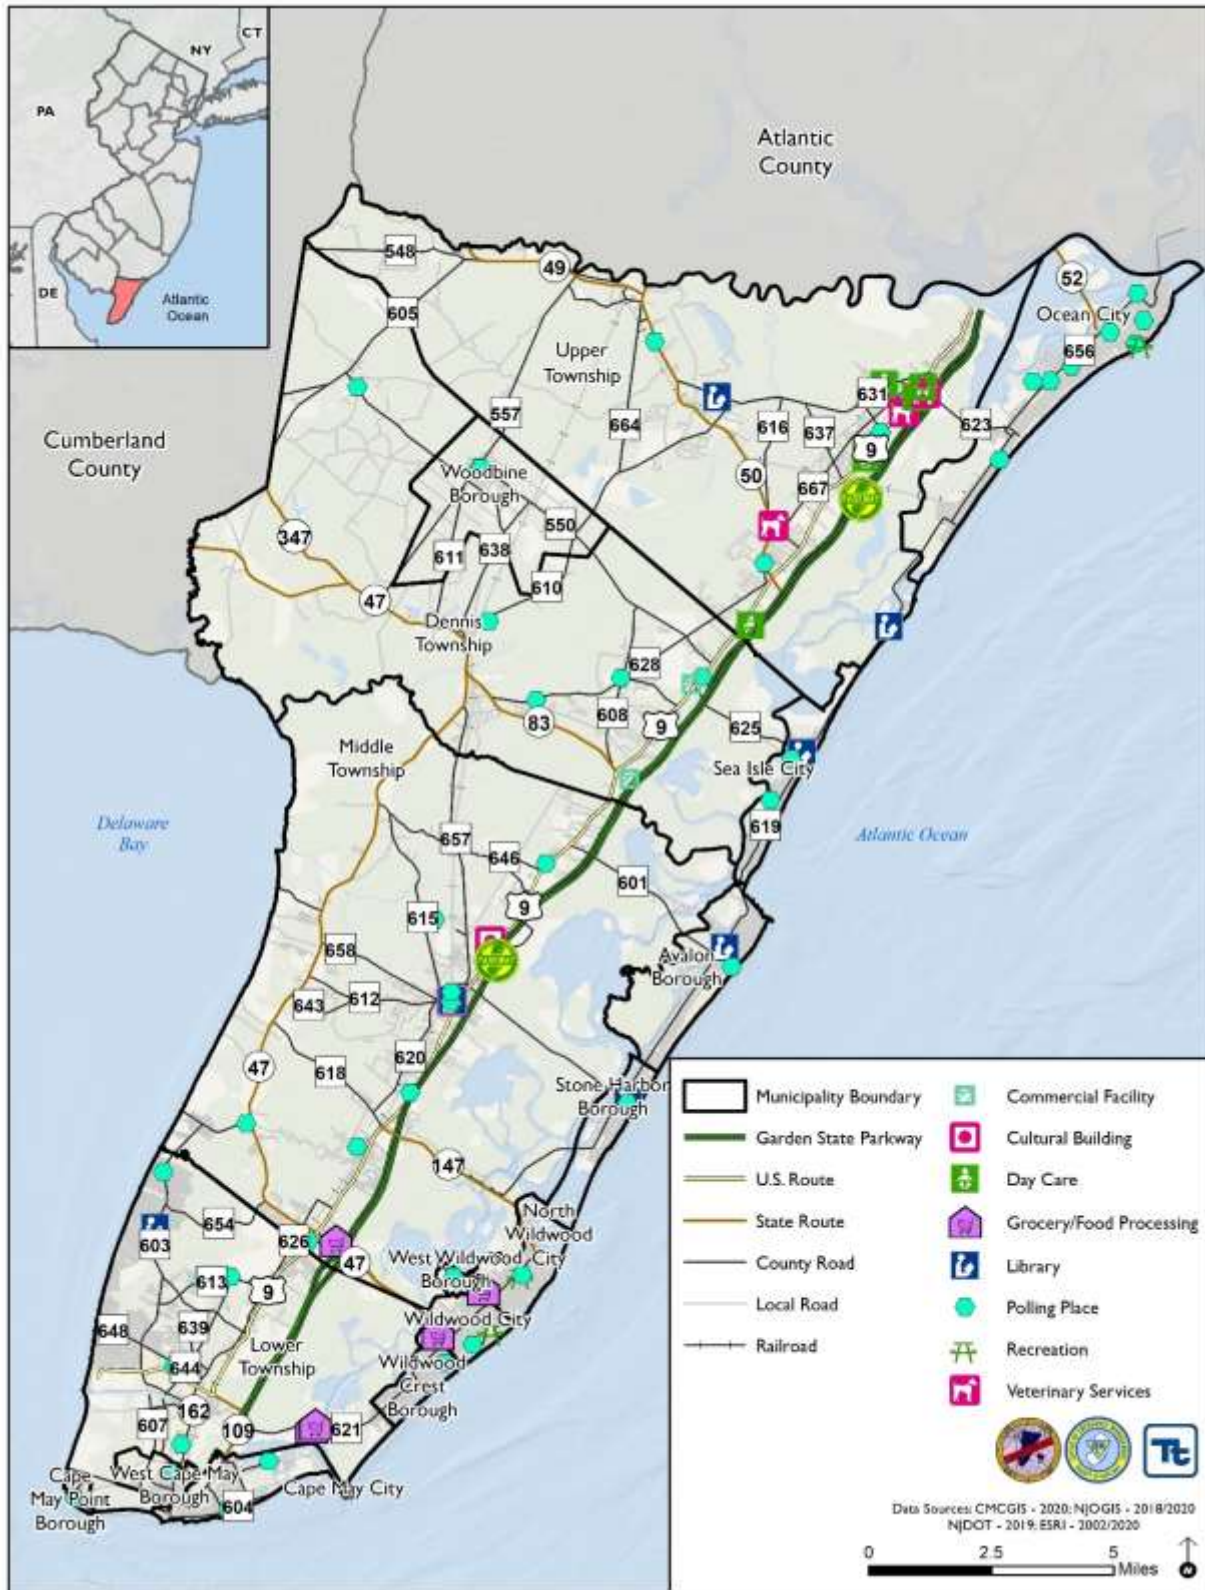 CT
NY
PA
DE
Atlantic
Ocean
Atlantic
County
548
49
52
Ocean City
605
656
Upper
Township
631
557
664
616
637
623
Cumberland
County
9
Woodbine
Borough
50
667
550
347
611
638
610
47
Dennis
Township
628
608
83
9
625
Middle
Township
Sea Isle City
619
Delaware
Bay
Atlantic Ocean
657
646
601
9
615
658
Avalon
Borough
643
612
47
618
620
Stone Harbor
Borough
147
654
603
626
North
Wildwood
City
47
West Wildwood
Borough
613
9
648
639
Wildwood City
Lower
Township
644
Wildwood
Crest
Borough
162
607
109
621
Cape
May Point
Borough
West Cape May
Borough
604
Cape May City
Municipality Boundary
Garden State Parkway
U.S. Route
State Route
County Road
Local Road
Railroad
Commercial Facility
Cultural Building
Day Care
Grocery/Food Processing
Library
Polling Place
Recreation
Veterinary Services
Tt
Data Sources: CMCGIS - 2020; NJOGIS - 2018/2020
NJDOT - 2019; ESRI - 2002/2020
0 2.5 5
Miles
N